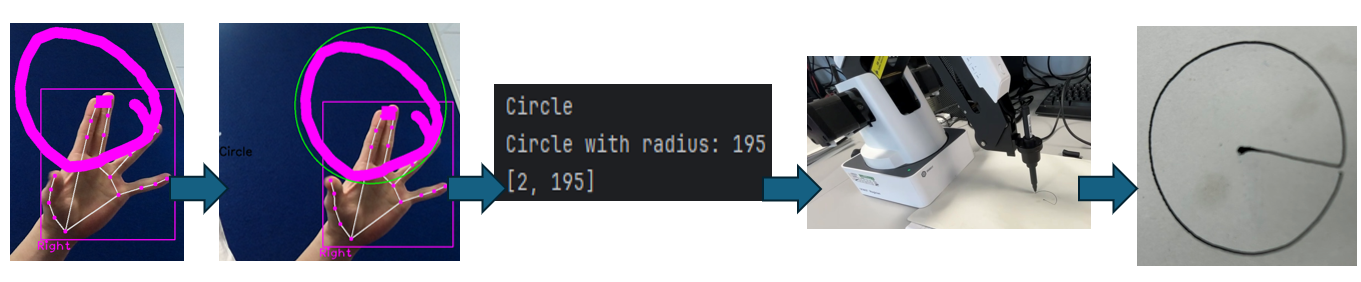 Right
Circle
Right
Circle
Circle with radius: 195
[2, 195]